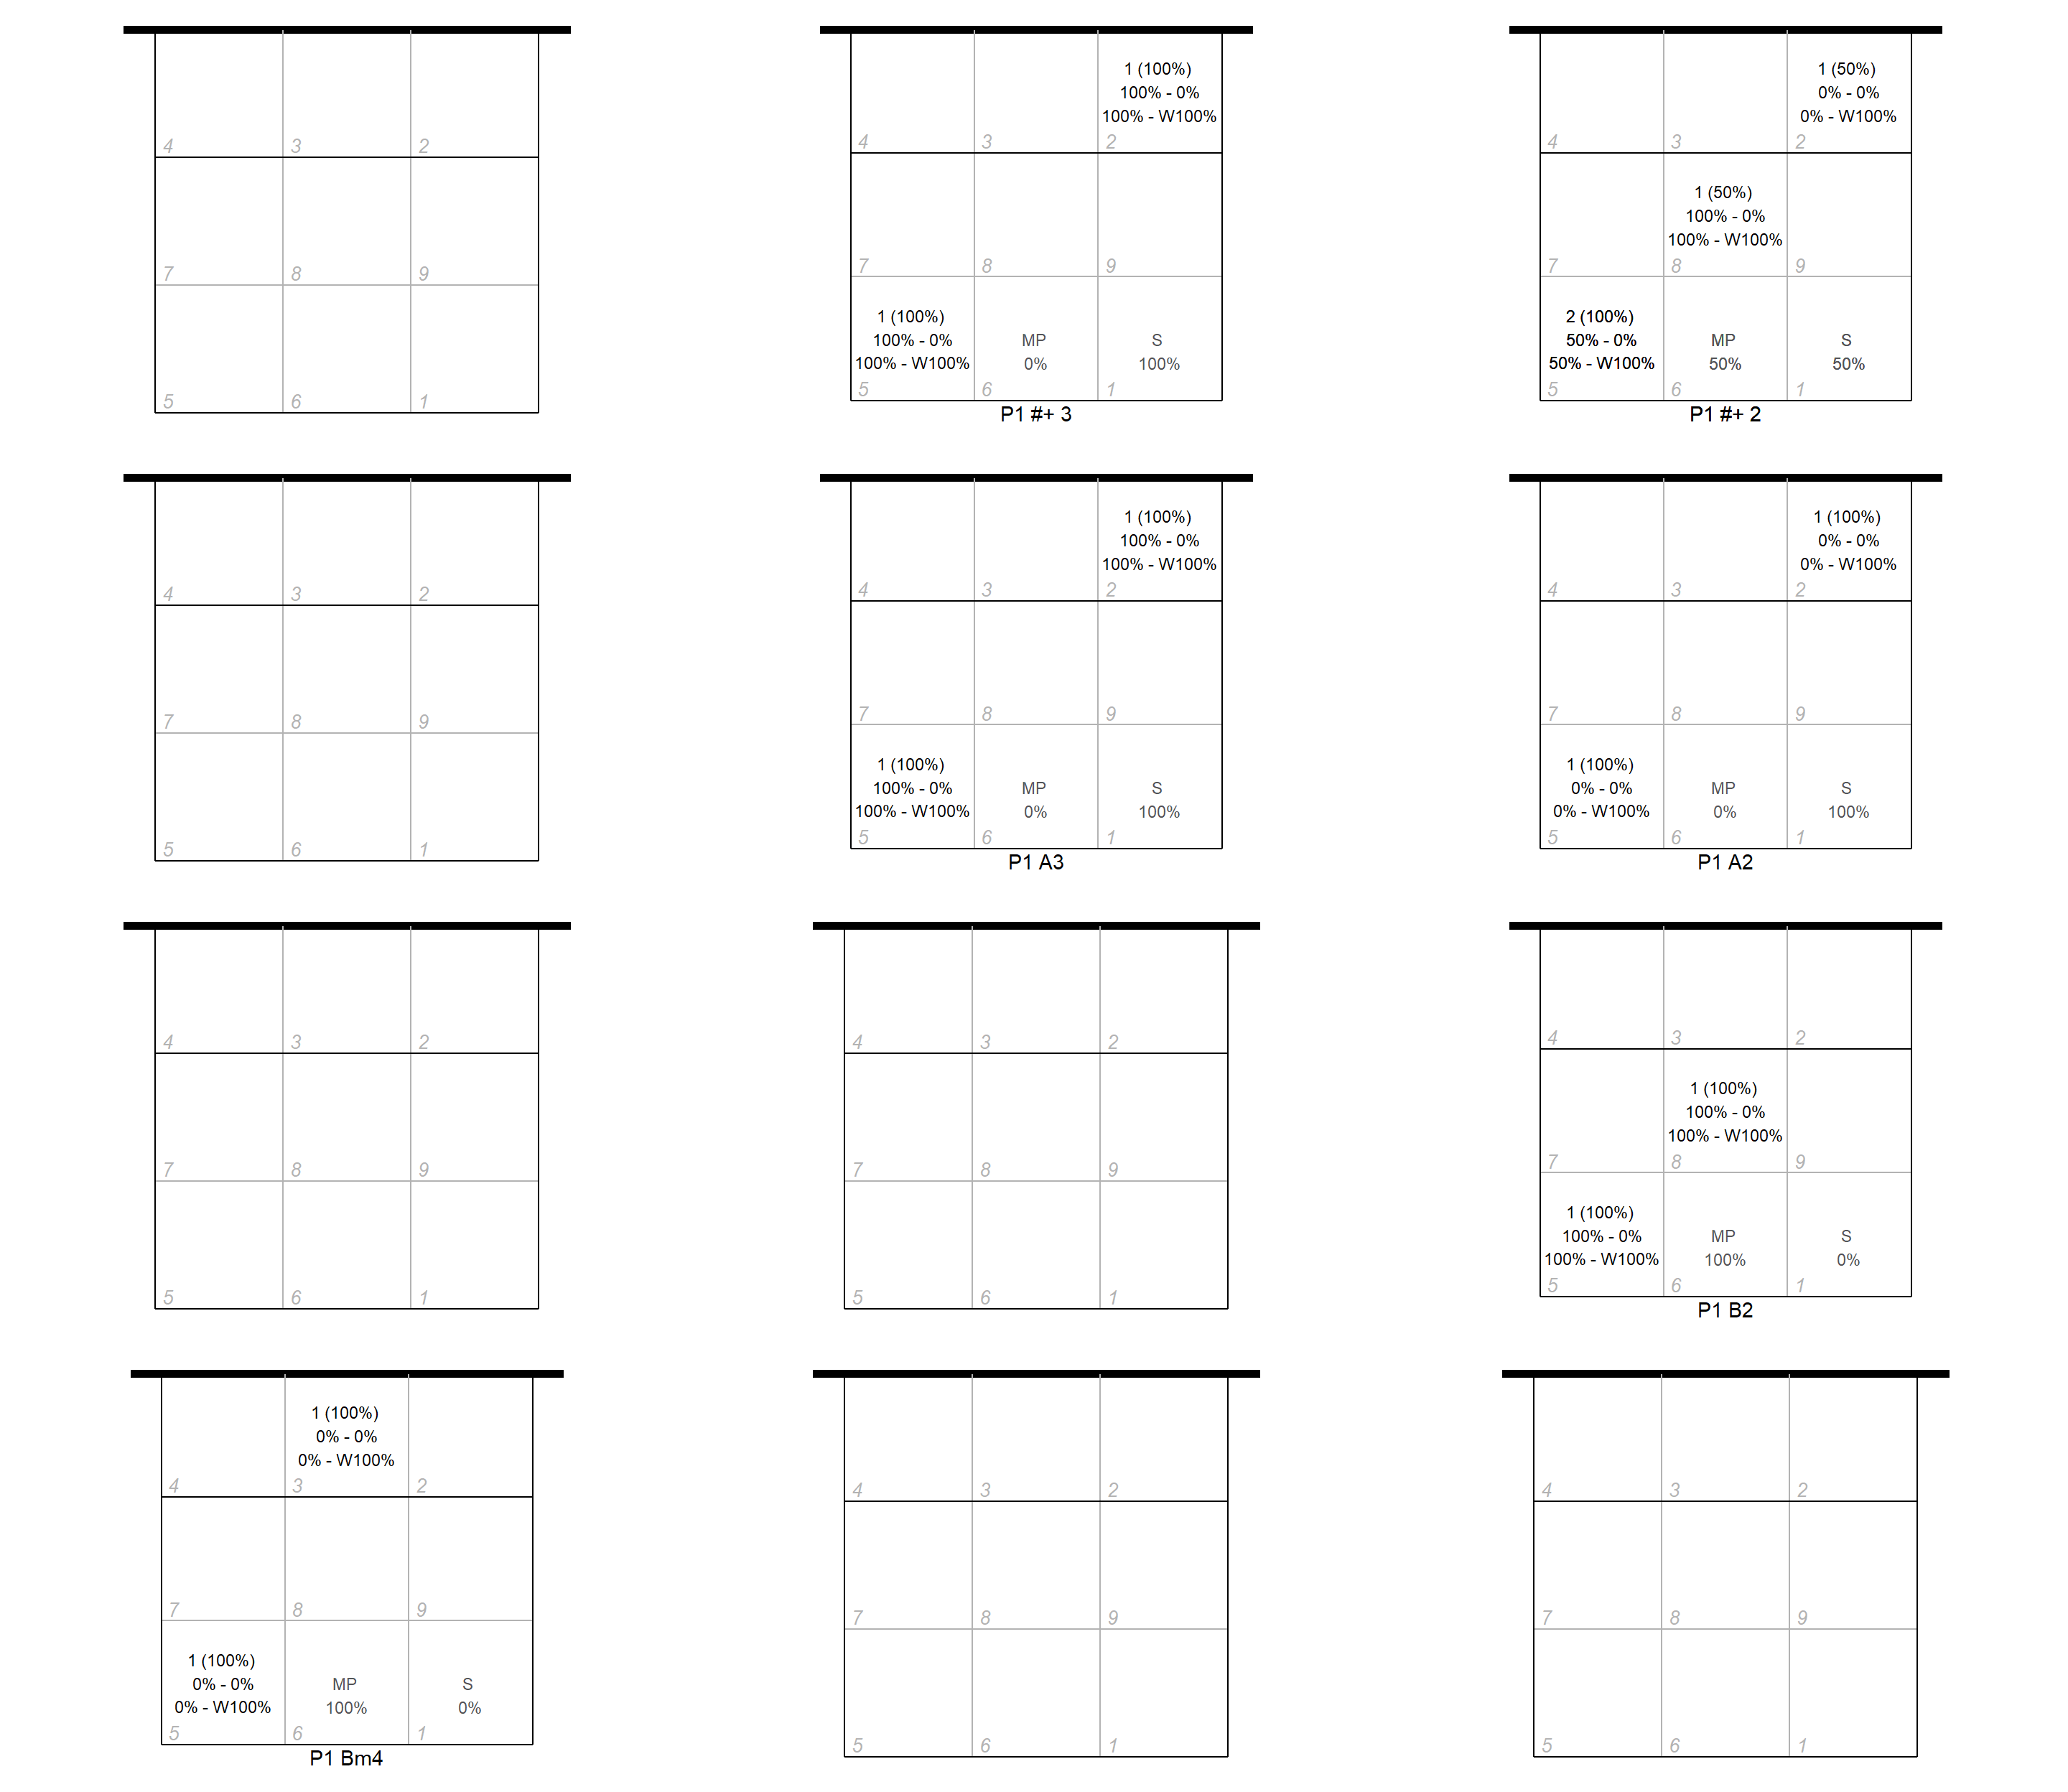 4 3 2
7 8 9
5 6 1
1 (100%)
100% - 0%
100% - W100%
4 3 2
7 8 9
1 (100%)
100% - 0%
100% - W100%
MP
0%
S
100%
5 6 1
P1 #+ 3
1 (50%)
0% - 0%
0% - W100%
4 3 2
1 (50%)
100% - 0%
100% - W100%
7 8 9
2 (100%)
50% - 0%
50% - W100%
MP
50%
S
50%
5 6 1
P1 #+ 2
4 3 2
7 8 9
5 6 1
1 (100%)
100% - 0%
100% - W100%
4 3 2
7 8 9
1 (100%)
100% - 0%
100% - W100%
MP
0%
S
100%
5 6 1
P1 A3
1 (100%)
0% - 0%
0% - W100%
4 3 2
7 8 9
1 (100%)
0% - 0%
0% - W100%
MP
0%
S
100%
5 6 1
P1 A2
4 3 2
7 8 9
5 6 1
4 3 2
7 8 9
5 6 1
4 3 2
1 (100%)
100% - 0%
100% - W100%
7 8 9
1 (100%)
100% - 0%
100% - W100%
MP
100%
S
0%
5 6 1
P1 B2
1 (100%)
0% - 0%
0% - W100%
4 3 2
7 8 9
1 (100%)
0% - 0%
0% - W100%
MP
100%
S
0%
5 6 1
P1 Bm4
4 3 2
7 8 9
5 6 1
4 3 2
7 8 9
5 6 1